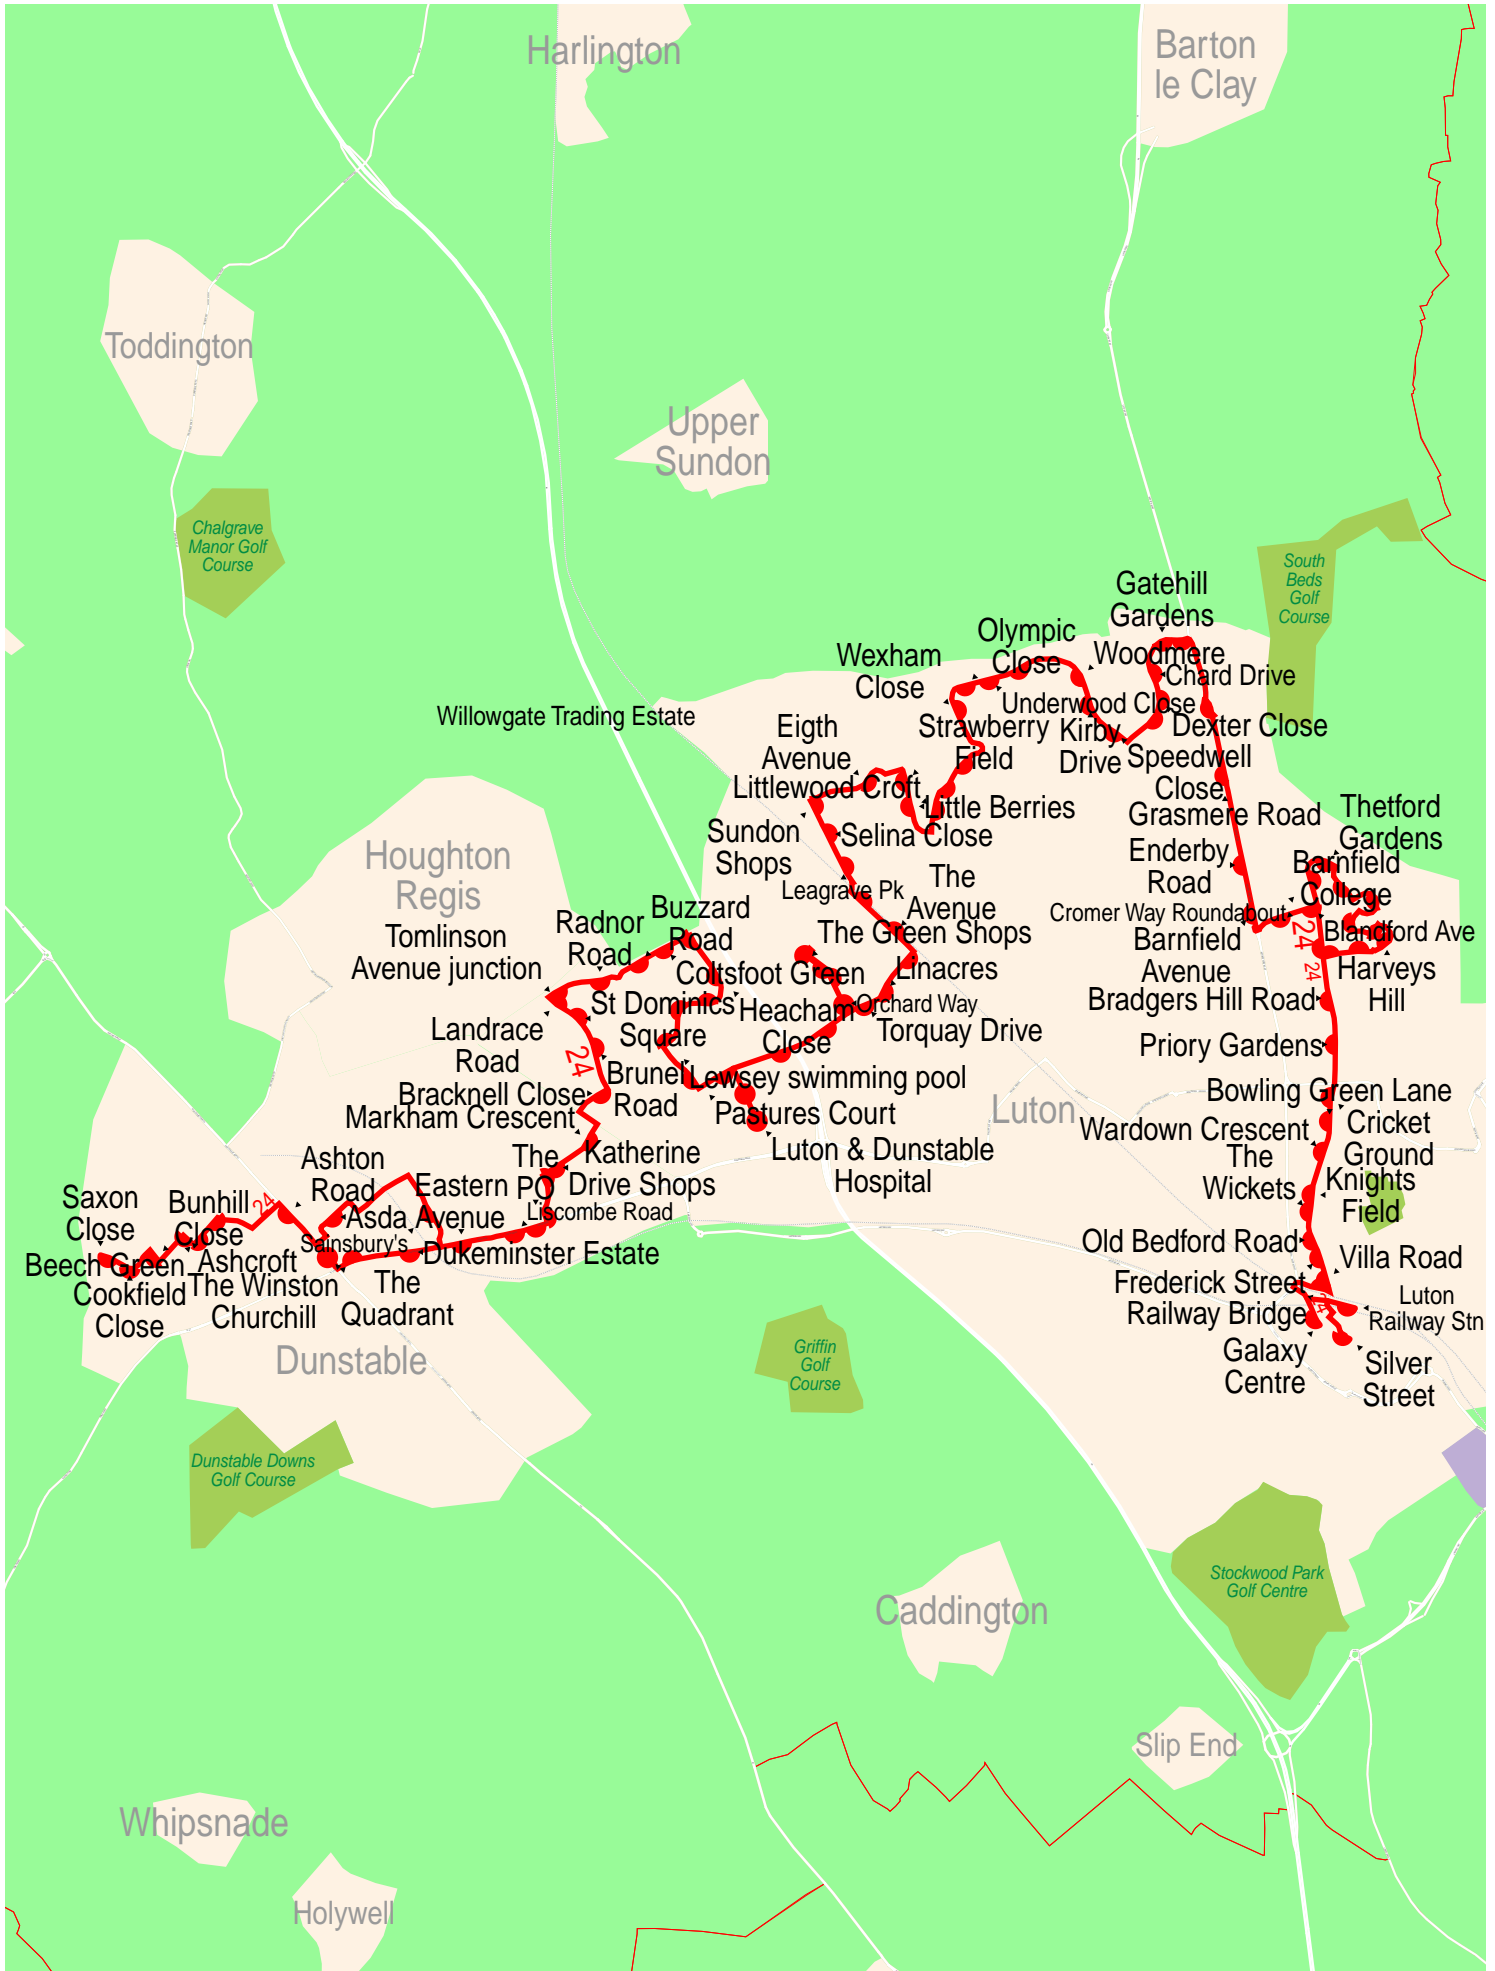 Harlington
Barton
le Clay
Toddington
Upper
Sundon
Chalgrave
Manor Golf
Course
South
Beds
Golf
Course
Gatehill
Gardens
Olympic
Close
Wexham
Close
Woodmere
Chard Drive
Underwood Close
Willowgate Trading Estate
Eigth
Avenue
Strawberry
Field
Kirby
Drive
Dexter Close
Speedwell
Close
Littlewood Croft
Little Berries
Grasmere Road
Thetford
Gardens
Sundon
Shops
Selina Close
Houghton
Regis
Enderby
Road
Barnfield
College
Leagrave Pk
The
Avenue
Cromer Way Roundabout
Radnor
Road
Buzzard
Road
Tomlinson
Avenue junction
The Green Shops
Barnfield
Avenue
24
Blandford Ave
Coltsfoot Green
Linacres
24
Harveys
Hill
St Dominics
Square
Heacham
Close
Orchard Way
Torquay Drive
Bradgers Hill Road
Landrace
Road
24
Priory Gardens
Brunel
Road
Lewsey swimming pool
Bracknell Close
Markham Crescent
Pastures Court
Luton
Bowling Green Lane
Wardown Crescent
Cricket
Ground
Luton & Dunstable
Hospital
The
Wickets
Knights
Field
Ashton
Road
The
PO
Katherine
Drive Shops
Eastern
Avenue
Liscombe Road
Saxon
Close
Bunhill
Close
24
Asda
Sainsbury's
Dukeminster Estate
Old Bedford Road
Villa Road
Beech Green
Ashcroft
Cookfield
Close
The Winston
Churchill
The
Quadrant
Frederick Street
Railway Bridge
24
Luton
Railway Stn
Galaxy
Centre
Silver
Street
Dunstable
Griffin
Golf
Course
Dunstable Downs
Golf Course
Stockwood Park
Golf Centre
Caddington
Slip End
Whipsnade
Holywell